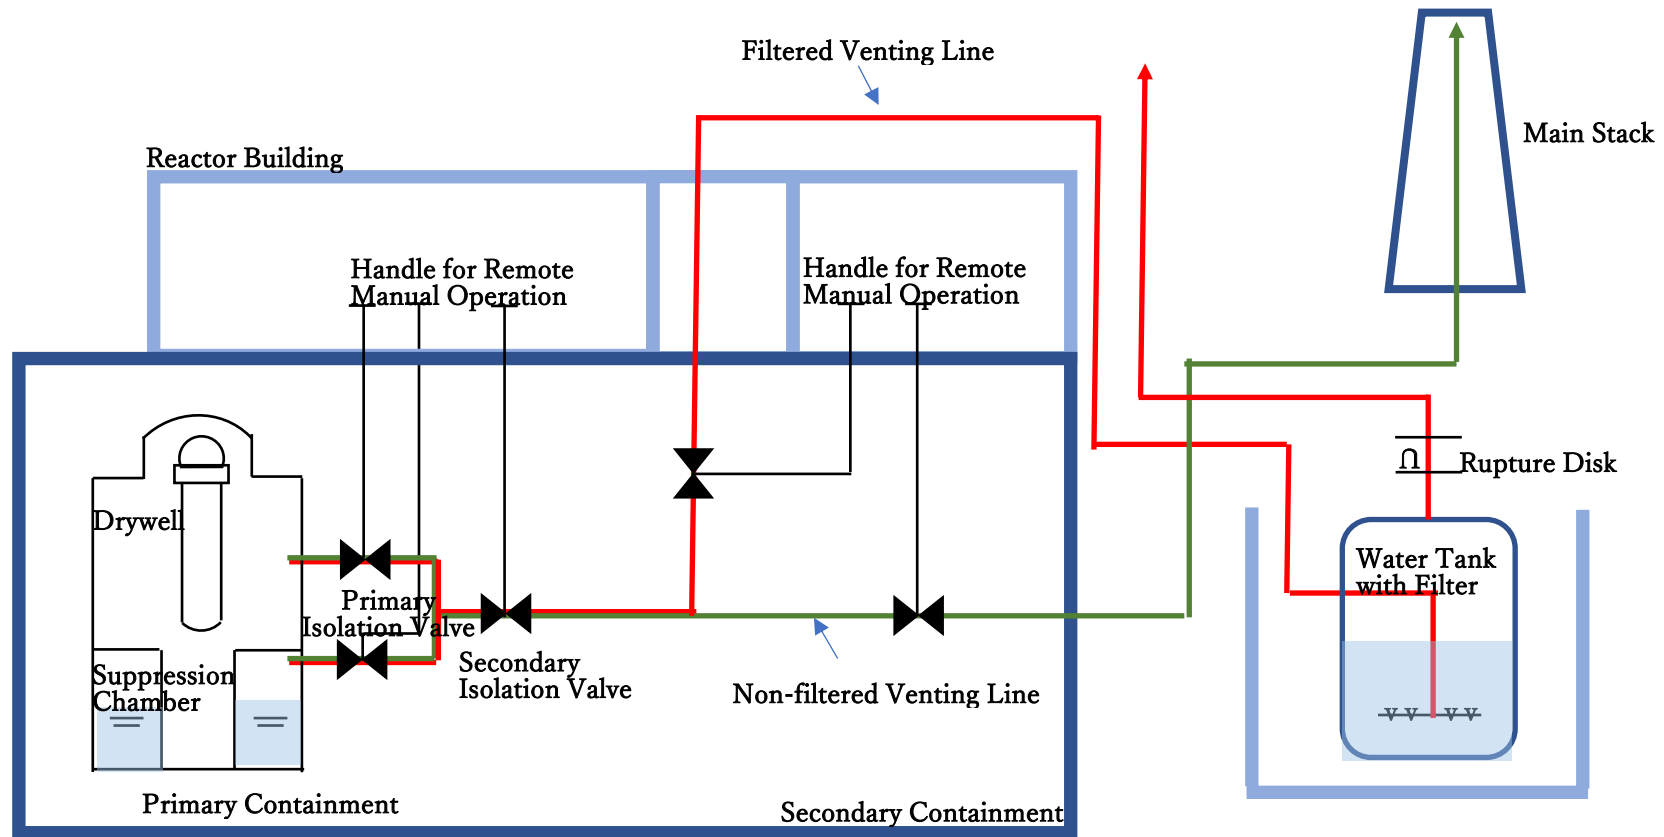 Filtered Venting Line
Main Stack
Reactor Building
Handle for Remote
Manual Operation
Handle for Remote
Manual Operation
Rupture Disk
Drywell
Water Tank
with Filter
Primary
Isolation Valve
Secondary
Isolation Valve
Suppression
Chamber
Non-filtered Venting Line
V V V V
Primary Containment
Secondary Containment